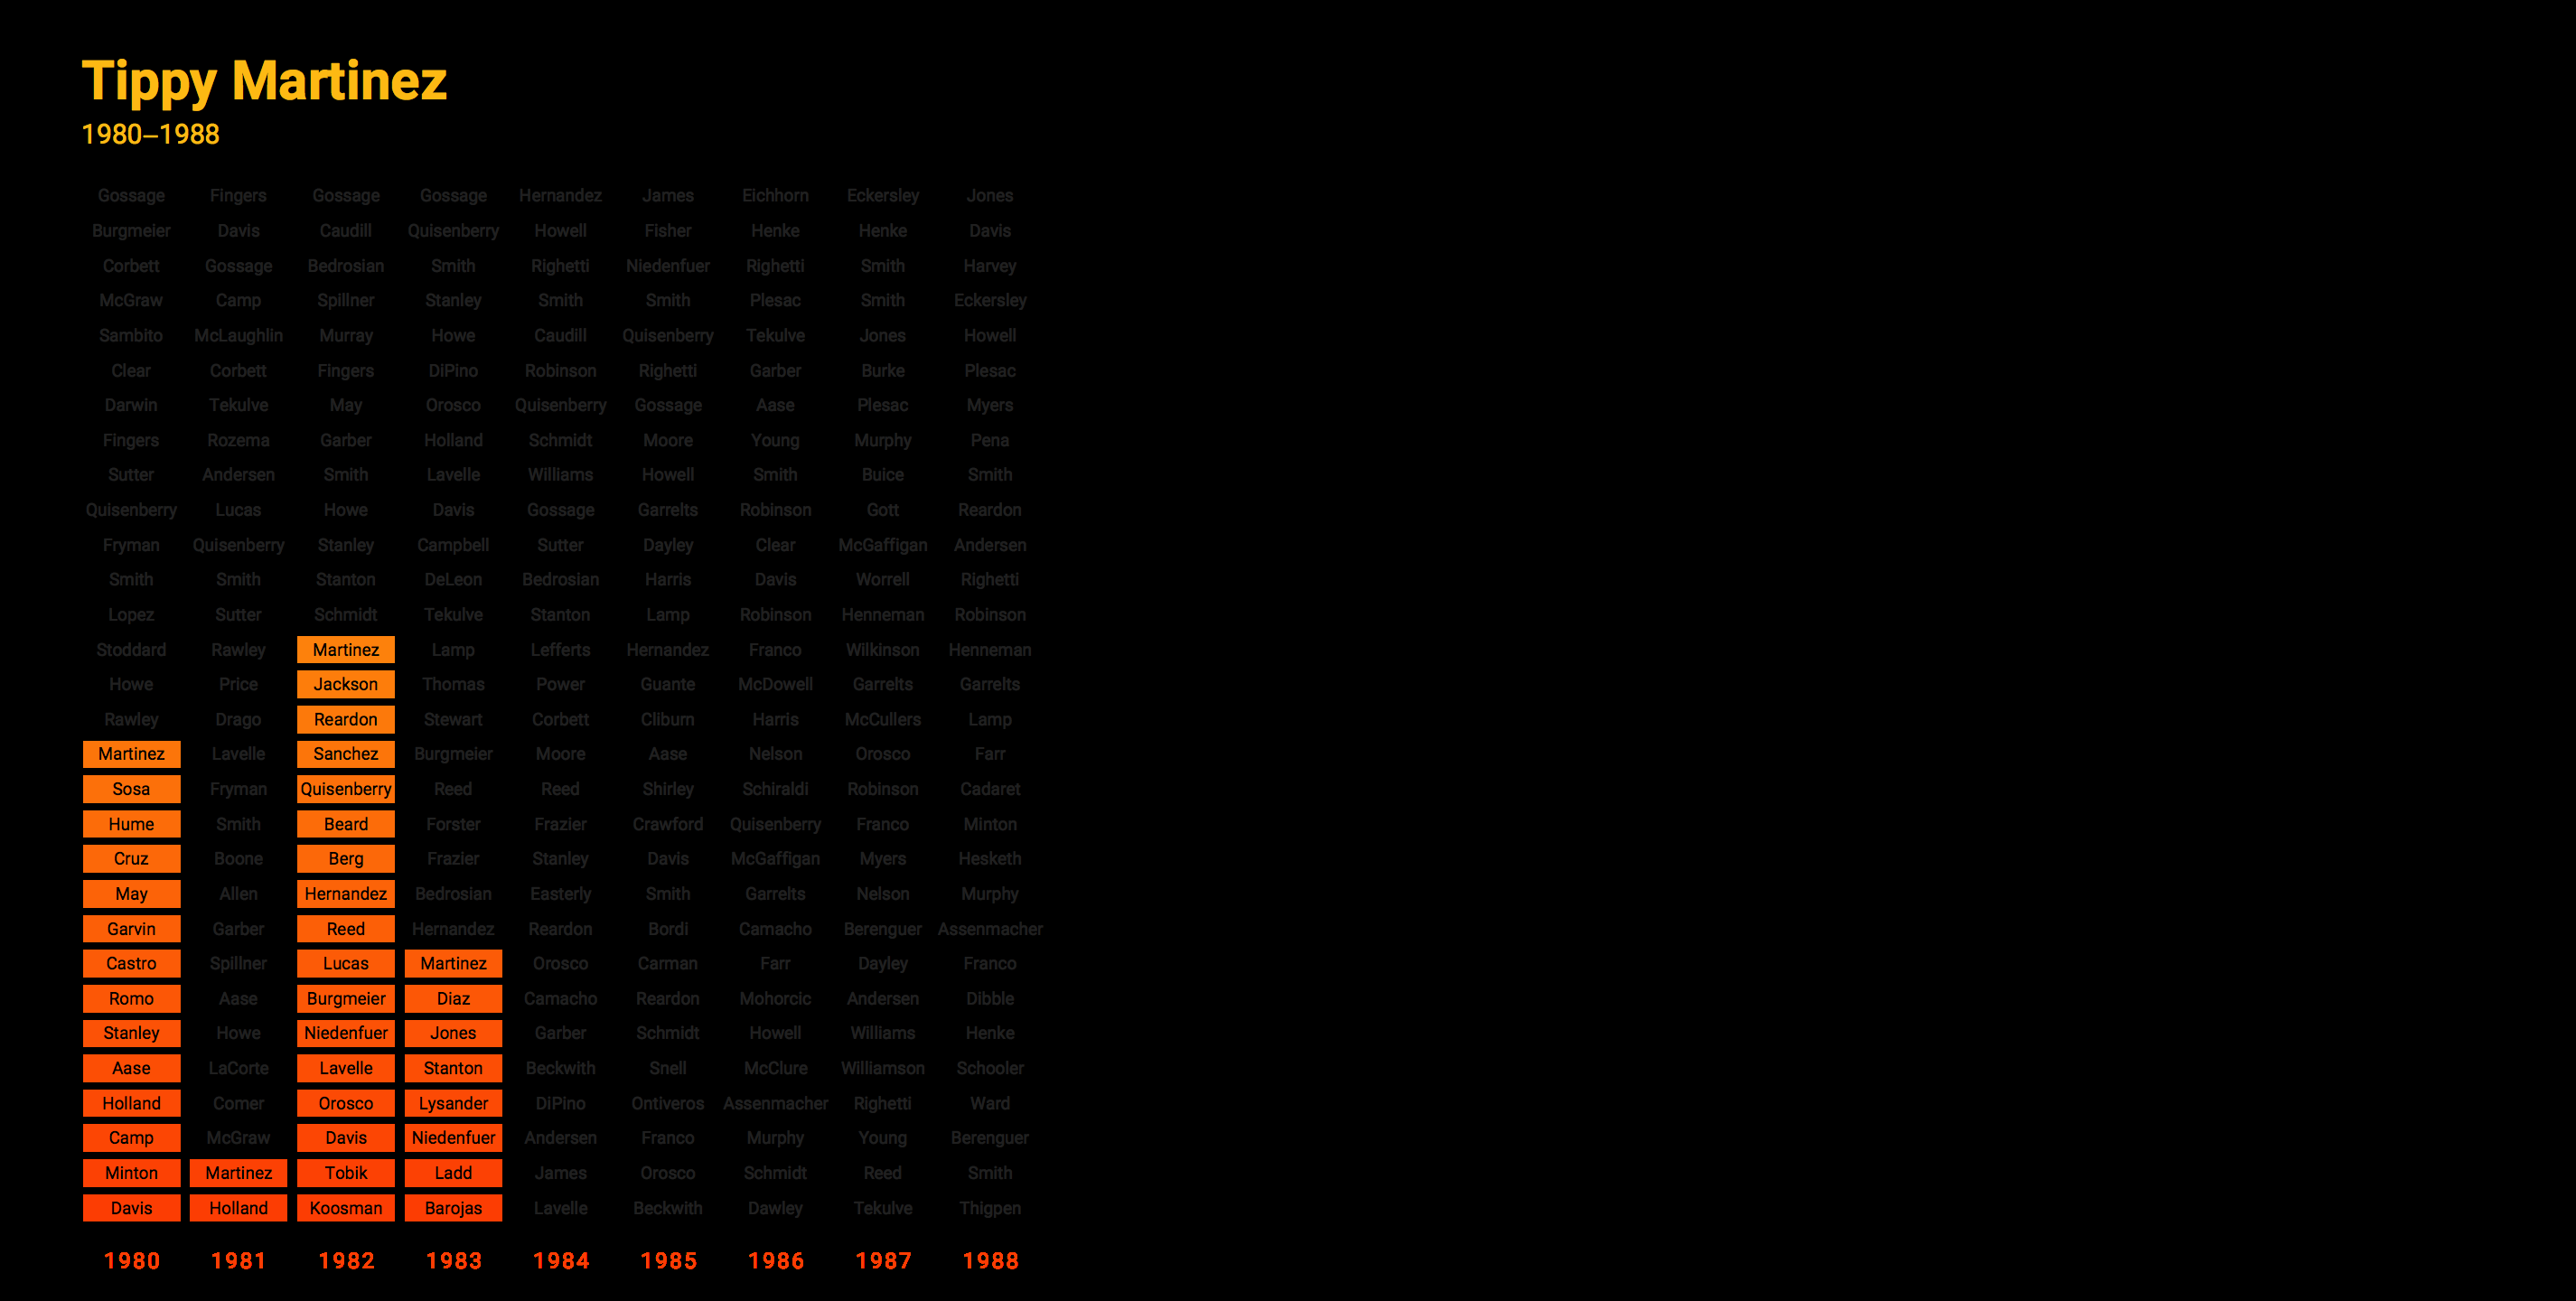 Tippy Martinez
1980–1988
Gossage Fingers Gossage Gossage Hernandez James Eichhorn Eckersley Jones
Burgmeier Davis Caudill Quisenberry Howell Fisher Henke Henke Davis
Corbett Gossage Bedrosian Smith Righetti Niedenfuer Righetti Smith Harvey
McGraw Camp Spillner Stanley Smith Smith Plesac Smith Eckersley
Sambito McLaughlin Murray Howe Caudill Quisenberry Tekulve Jones Howell
Clear Corbett Fingers DiPino Robinson Righetti Garber Burke Plesac
Darwin Tekulve May Orosco Quisenberry Gossage Aase Plesac Myers
Fingers Rozema Garber Holland Schmidt Moore Young Murphy Pena
Sutter Andersen Smith Lavelle Williams Howell Smith Buice Smith
Quisenberry Lucas Howe Davis Gossage Garrelts Robinson Gott Reardon
Fryman Quisenberry Stanley Campbell Sutter Dayley Clear McGaffigan Andersen
Smith Smith Stanton DeLeon Bedrosian Harris Davis Worrell Righetti
Lopez Sutter Schmidt Tekulve Stanton Lamp Robinson Henneman Robinson
Stoddard Rawley Martinez Lamp Lefferts Hernandez Franco Wilkinson Henneman
Howe Price Jackson Thomas Power Guante McDowell Garrelts Garrelts
Rawley Drago Reardon Stewart Corbett Cliburn Harris McCullers Lamp
Martinez Lavelle Sanchez Burgmeier Moore Aase Nelson Orosco Farr
Sosa Fryman Quisenberry Reed Reed Shirley Schiraldi Robinson Cadaret
Hume Smith Beard Forster Frazier Crawford Quisenberry Franco Minton
Cruz Boone Berg Frazier Stanley Davis McGaffigan Myers Hesketh
May Allen Hernandez Bedrosian Easterly Smith Garrelts Nelson Murphy
Garvin Garber Reed Hernandez Reardon Bordi Camacho Berenguer Assenmacher
Castro Spillner Lucas Martinez Orosco Carman Farr Dayley Franco
Romo Aase Burgmeier Diaz Camacho Reardon Mohorcic Andersen Dibble
Stanley Howe Niedenfuer Jones Garber Schmidt Howell Williams Henke
Aase LaCorte Lavelle Stanton Beckwith Snell McClure Williamson Schooler
Holland Comer Orosco Lysander DiPino Ontiveros Assenmacher Righetti Ward
Camp McGraw Davis Niedenfuer Andersen Franco Murphy Young Berenguer
Minton Martinez Tobik Ladd James Orosco Schmidt Reed Smith
Davis Holland Koosman Barojas Lavelle Beckwith Dawley Tekulve Thigpen
1980 1981 1982 1983 1984 1985 1986 1987 1988